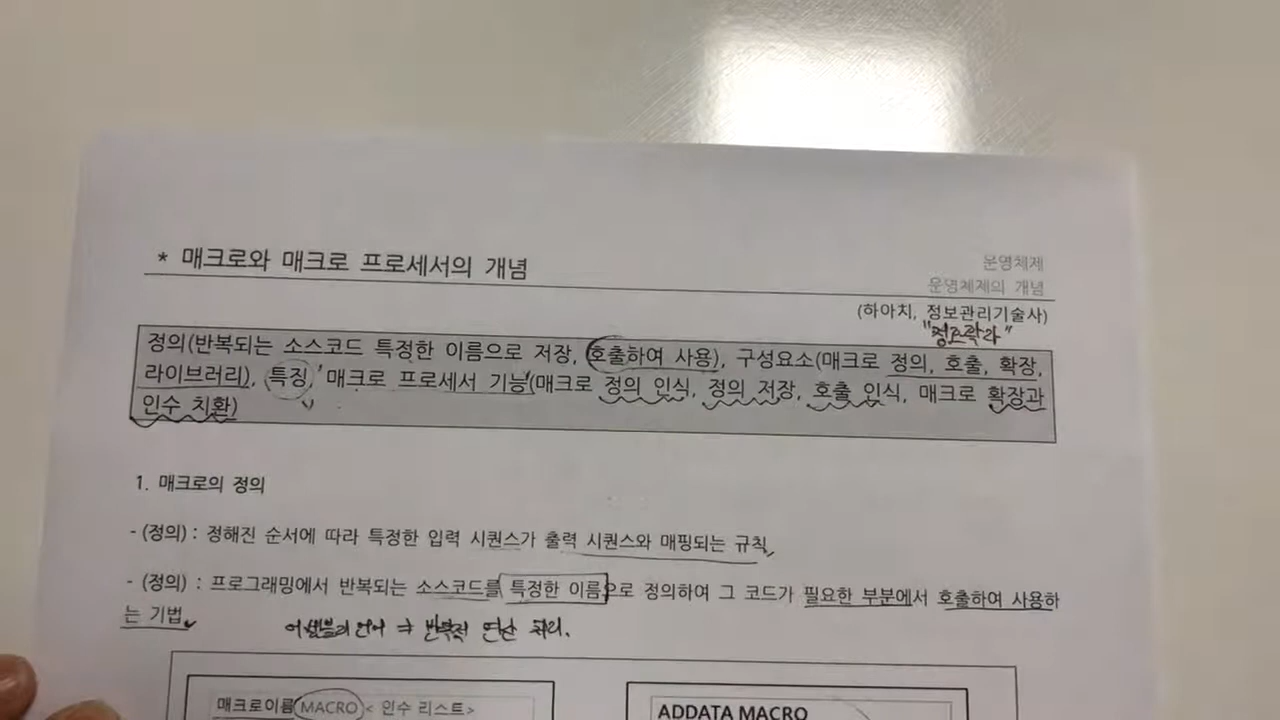 * 매크로와 매크로 프로세서의 개념
운영체제
운영체제의 개념
(하아치, 정보관리기술사)
"정조락라"
정의(반복되는 소스코드 특정한 이름으로 저장, 호출하여 사용), 구성요소(매크로 정의, 호출, 확장,
라이브러리), 특징, 매크로 프로세서 기능(매크로 정의 인식, 정의 저장, 호출 인식, 매크로 확장과
인수 치환)
1. 매크로의 정의
- (정의) : 정해진 순서에 따라 특정한 입력 시퀀스가 출력 시퀀스와 매핑되는 규칙
- (정의) : 프로그래밍에서 반복되는 소스코드를 특정한 이름으로 정의하여 그 코드가 필요한 부분에서 호출하여 사용하
는 기법
어셈블리 언어 ⇒ 반복적 연산 처리.
매크로이름 MACRO < 인수 리스트>
ADDATA MACRO